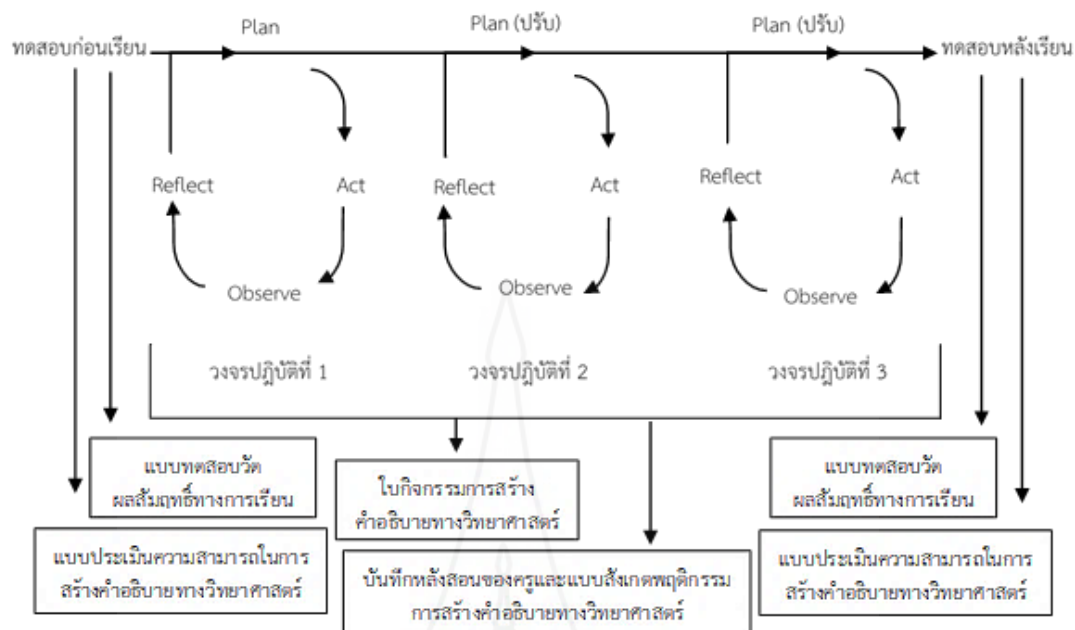 Plan
Plan (ปรับ)
Plan (ปรับ)
ทดสอบก่อนเรียน
ทดสอบหลังเรียน
Reflect
Act
Reflect
Act
Reflect
Act
Observe
Observe
Observe
วงจรปฏิบัติที่ 1
วงจรปฏิบัติที่ 2
วงจรปฏิบัติที่ 3
แบบทดสอบวัด
ผลสัมฤทธิ์ทางการเรียน
แบบประเมินความสามารถในการ
สร้างคำอธิบายทางวิทยาศาสตร์
ใบกิจกรรมการสร้าง
คำอธิบายทางวิทยาศาสตร์
บันทึกหลังสอนของครูและแบบสังเกตพฤติกรรม
การสร้างคำอธิบายทางวิทยาศาสตร์
แบบทดสอบวัด
ผลสัมฤทธิ์ทางการเรียน
แบบประเมินความสามารถในการ
สร้างคำอธิบายทางวิทยาศาสตร์